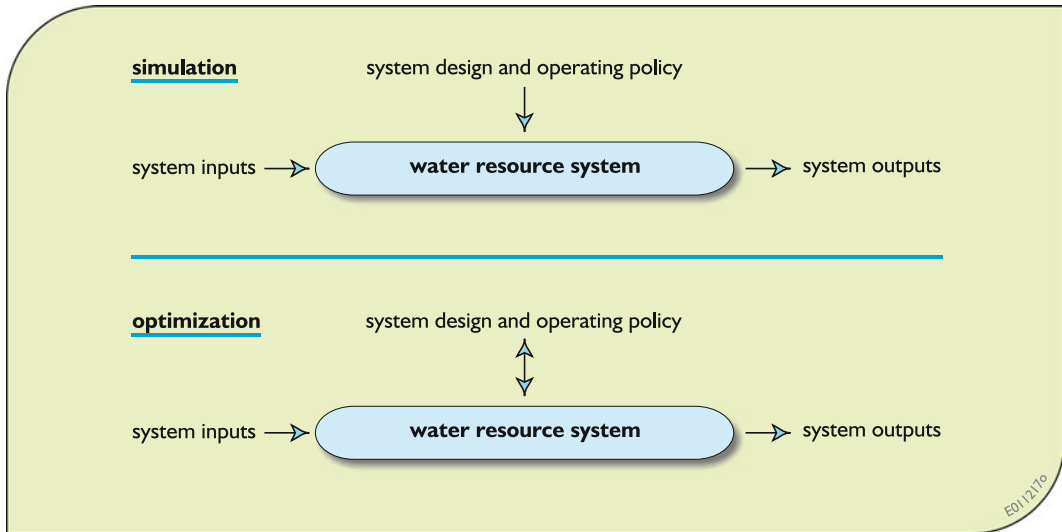 simulation
system design and operating policy
system inputs
water resource system
system outputs
optimization
system design and operating policy
system inputs
water resource system
system outputs
E011217o